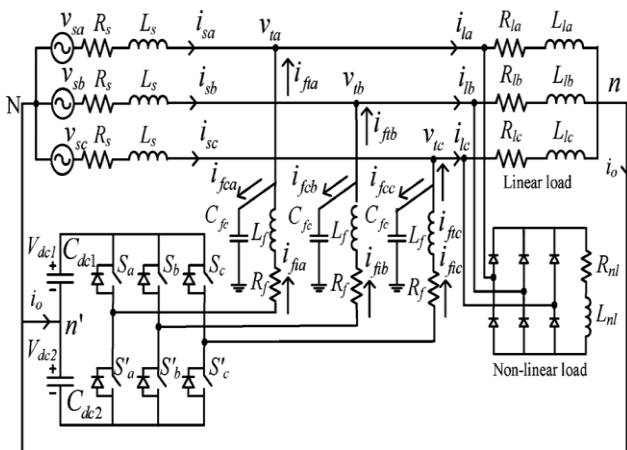 v_sa R_s L_s i_sa v_ta i_la R_la L_la
i_fta
v_sb R_s L_s i_sb v_tb i_lb R_lb L_lb n
N
i_ftb
v_sc R_s L_s i_sc v_tc i_lc R_lc L_lc
i_o
Linear load
i_fca i_fcb i_fcc
C_fc L_f C_fc L_f C_fc L_f i_ftc
V_dc1 C_dc1 S_a S_b S_c
R_f i_fia R_f i_fib R_f i_fic
R_nl
i_o n'
L_nl
V_dc2 C_dc2 S'_a S'_b S'_c
Non-linear load